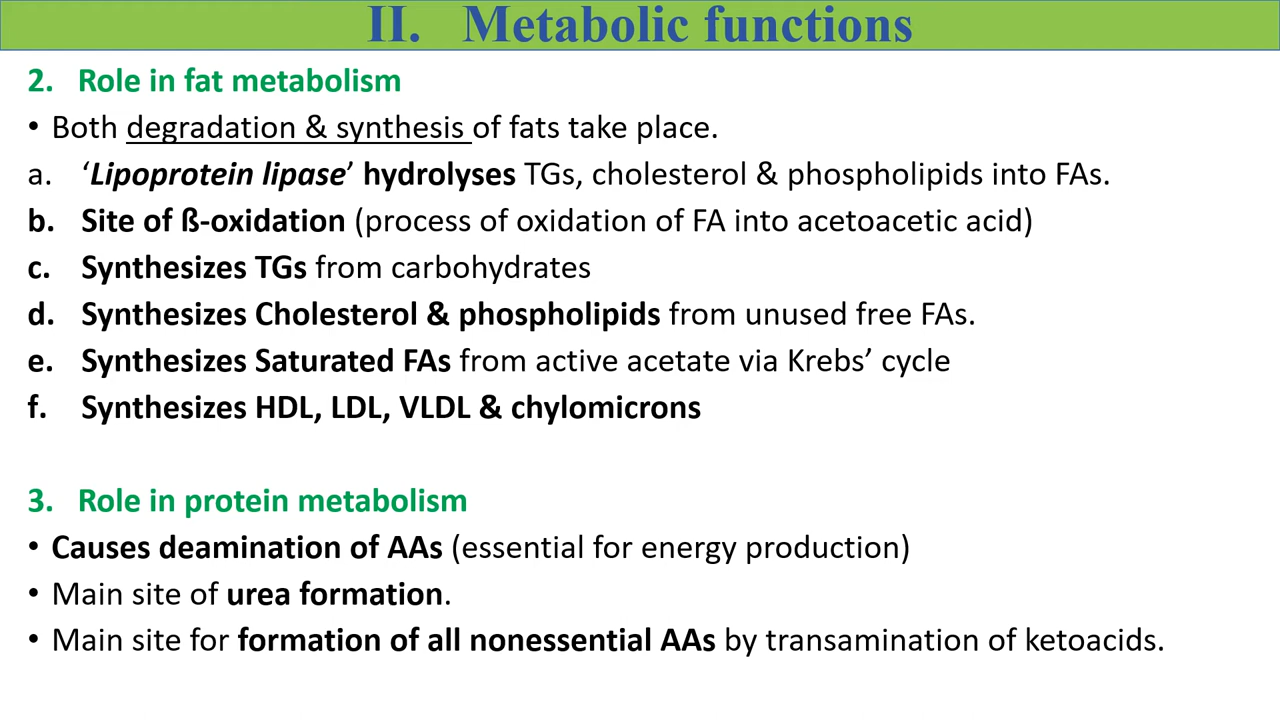 II. Metabolic functions
2. Role in fat metabolism
• Both degradation & synthesis of fats take place.
a. ‘Lipoprotein lipase’ hydrolyses TGs, cholesterol & phospholipids into FAs.
b. Site of ß-oxidation (process of oxidation of FA into acetoacetic acid)
c. Synthesizes TGs from carbohydrates
d. Synthesizes Cholesterol & phospholipids from unused free FAs.
e. Synthesizes Saturated FAs from active acetate via Krebs’ cycle
f. Synthesizes HDL, LDL, VLDL & chylomicrons
3. Role in protein metabolism
• Causes deamination of AAs (essential for energy production)
• Main site of urea formation.
• Main site for formation of all nonessential AAs by transamination of ketoacids.